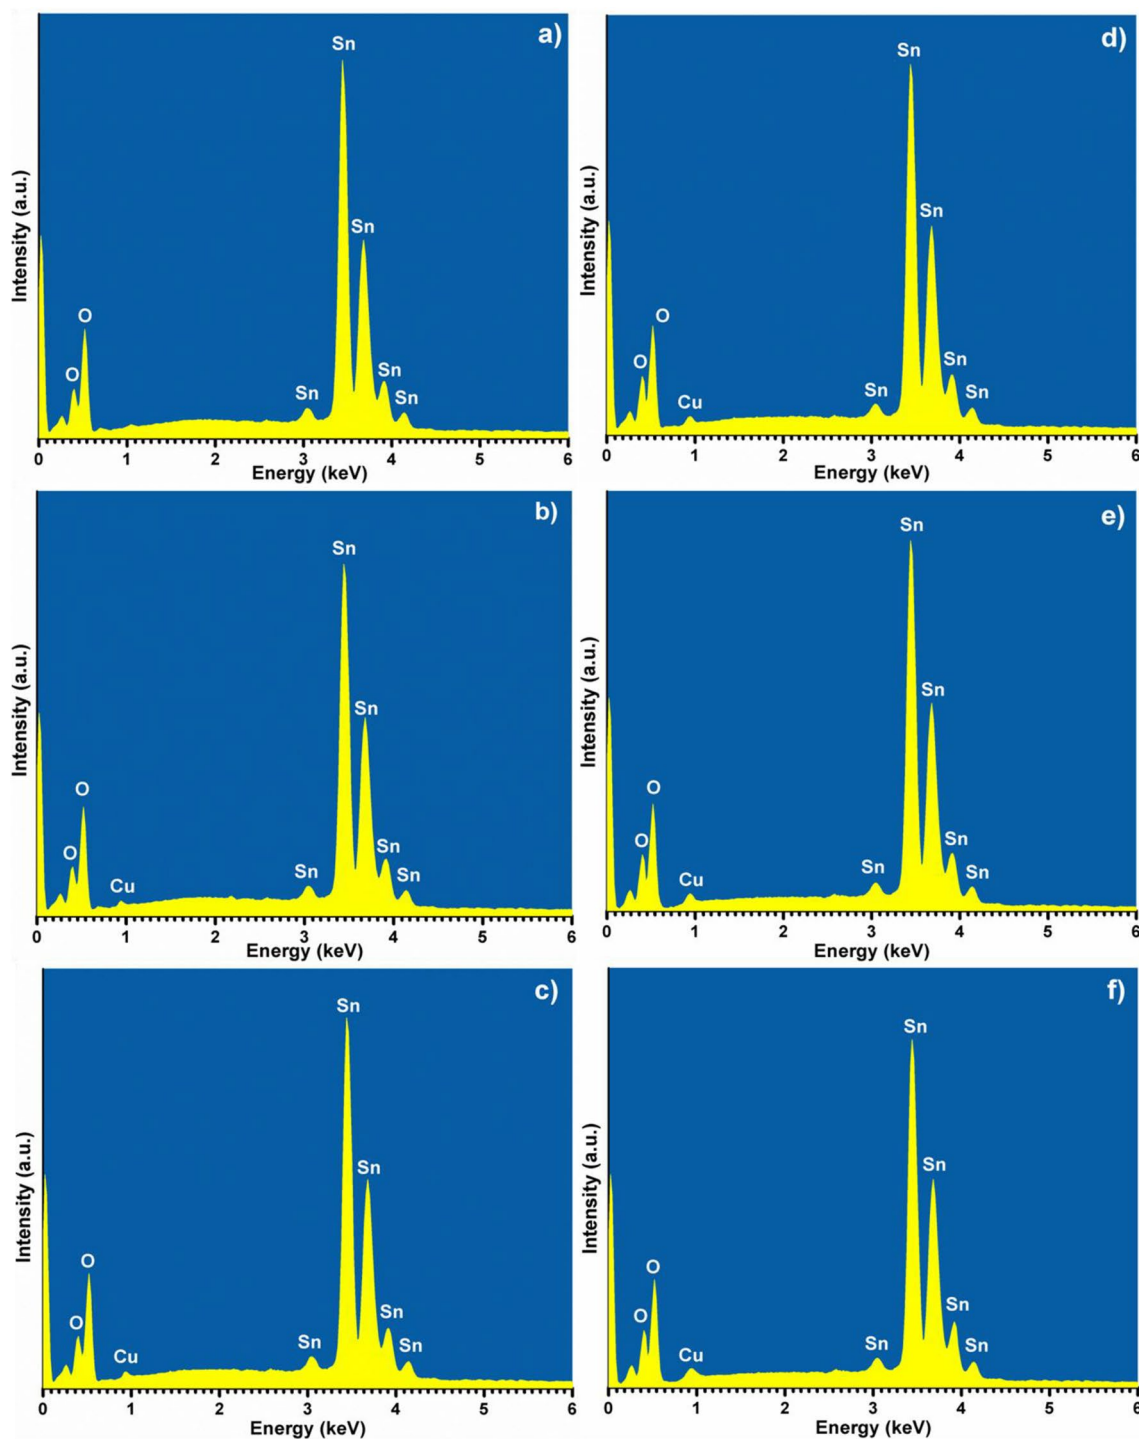 a)
Sn
Sn
O
O
Sn
Sn
Sn
Intensity (a.u.)
0 1 2 3 4 5 6
Energy (keV)
d)
Sn
Sn
O
O
Cu
Sn
Sn
Sn
Intensity (a.u.)
0 1 2 3 4 5 6
Energy (keV)
b)
Sn
Sn
O
O
Cu
Sn
Sn
Sn
Intensity (a.u.)
0 1 2 3 4 5 6
Energy (keV)
e)
Sn
Sn
O
O
Cu
Sn
Sn
Sn
Intensity (a.u.)
0 1 2 3 4 5 6
Energy (keV)
c)
Sn
Sn
O
O
Cu
Sn
Sn
Sn
Intensity (a.u.)
0 1 2 3 4 5 6
Energy (keV)
f)
Sn
Sn
O
O
Cu
Sn
Sn
Sn
Intensity (a.u.)
0 1 2 3 4 5 6
Energy (keV)